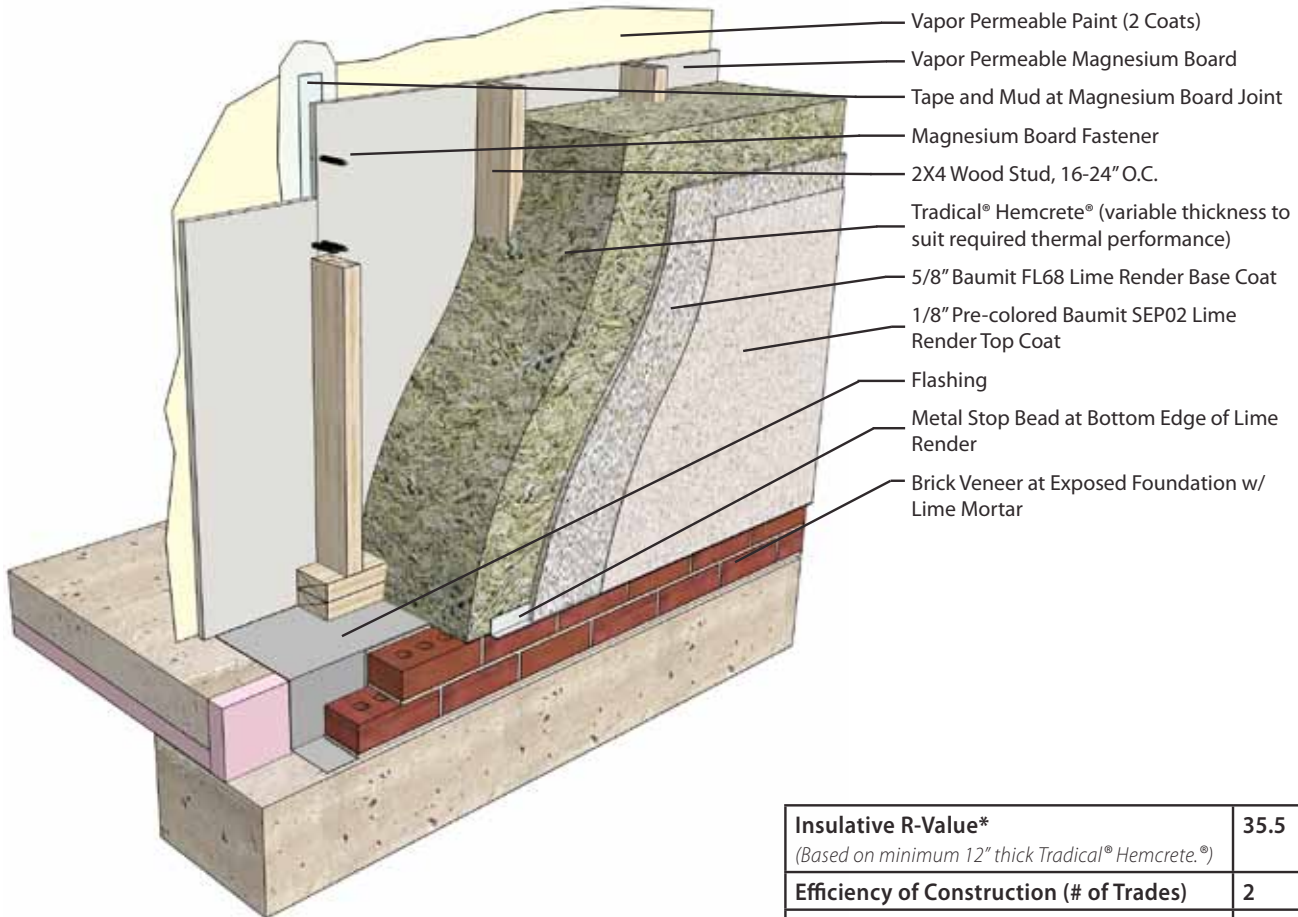 Vapor Permeable Paint (2 Coats)
Vapor Permeable Magnesium Board
Tape and Mud at Magnesium Board Joint
Magnesium Board Fastener
2X4 Wood Stud, 16-24” O.C.
Tradical® Hemcrete® (variable thickness to
suit required thermal performance)
5/8” Baumit FL68 Lime Render Base Coat
1/8” Pre-colored Baumit SEP02 Lime
Render Top Coat
Flashing
Metal Stop Bead at Bottom Edge of Lime
Render
Brick Veneer at Exposed Foundation w/
Lime Mortar
Insulative R-Value* 35.5
(Based on minimum 12” thick Tradical® Hemcrete.®)
Efficiency of Construction (# of Trades) 2